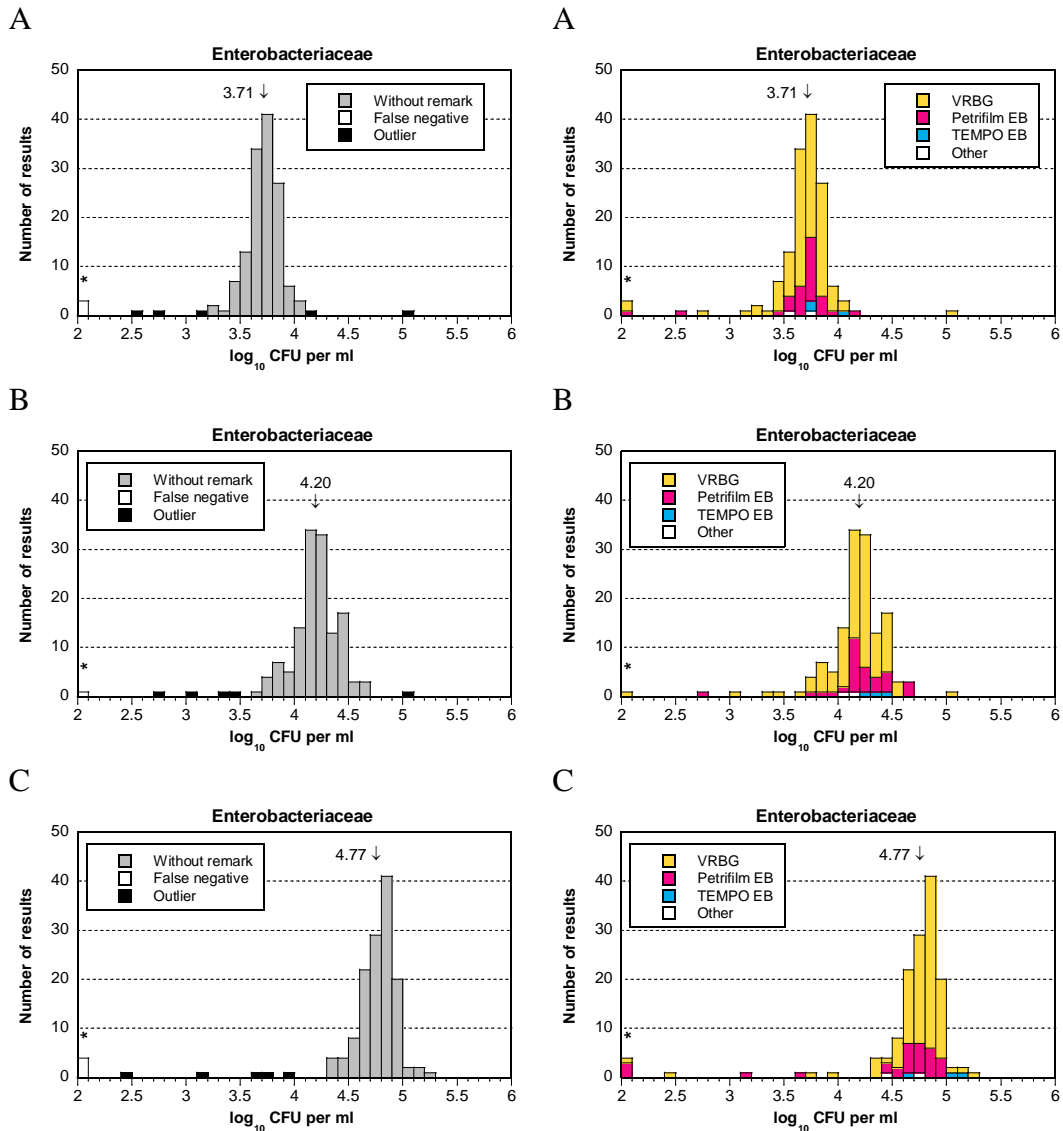 A
Enterobacteriaceae
50
40
30
20
10
0
Number of results
3.71 ↓
Without remark
False negative
Outlier
*
2 2.5 3 3.5 4 4.5 5 5.5 6
log10 CFU per ml
A
Enterobacteriaceae
50
40
30
20
10
0
Number of results
3.71 ↓
VRBG
Petrifilm EB
TEMPO EB
Other
*
2 2.5 3 3.5 4 4.5 5 5.5 6
log10 CFU per ml
B
Enterobacteriaceae
50
40
30
20
10
0
Number of results
Without remark
False negative
Outlier
4.20
↓
*
2 2.5 3 3.5 4 4.5 5 5.5 6
log10 CFU per ml
B
Enterobacteriaceae
50
40
30
20
10
0
Number of results
VRBG
Petrifilm EB
TEMPO EB
Other
4.20
↓
*
2 2.5 3 3.5 4 4.5 5 5.5 6
log10 CFU per ml
C
Enterobacteriaceae
50
40
30
20
10
0
Number of results
Without remark
False negative
Outlier
4.77 ↓
*
2 2.5 3 3.5 4 4.5 5 5.5 6
log10 CFU per ml
C
Enterobacteriaceae
50
40
30
20
10
0
Number of results
VRBG
Petrifilm EB
TEMPO EB
Other
4.77 ↓
*
2 2.5 3 3.5 4 4.5 5 5.5 6
log10 CFU per ml